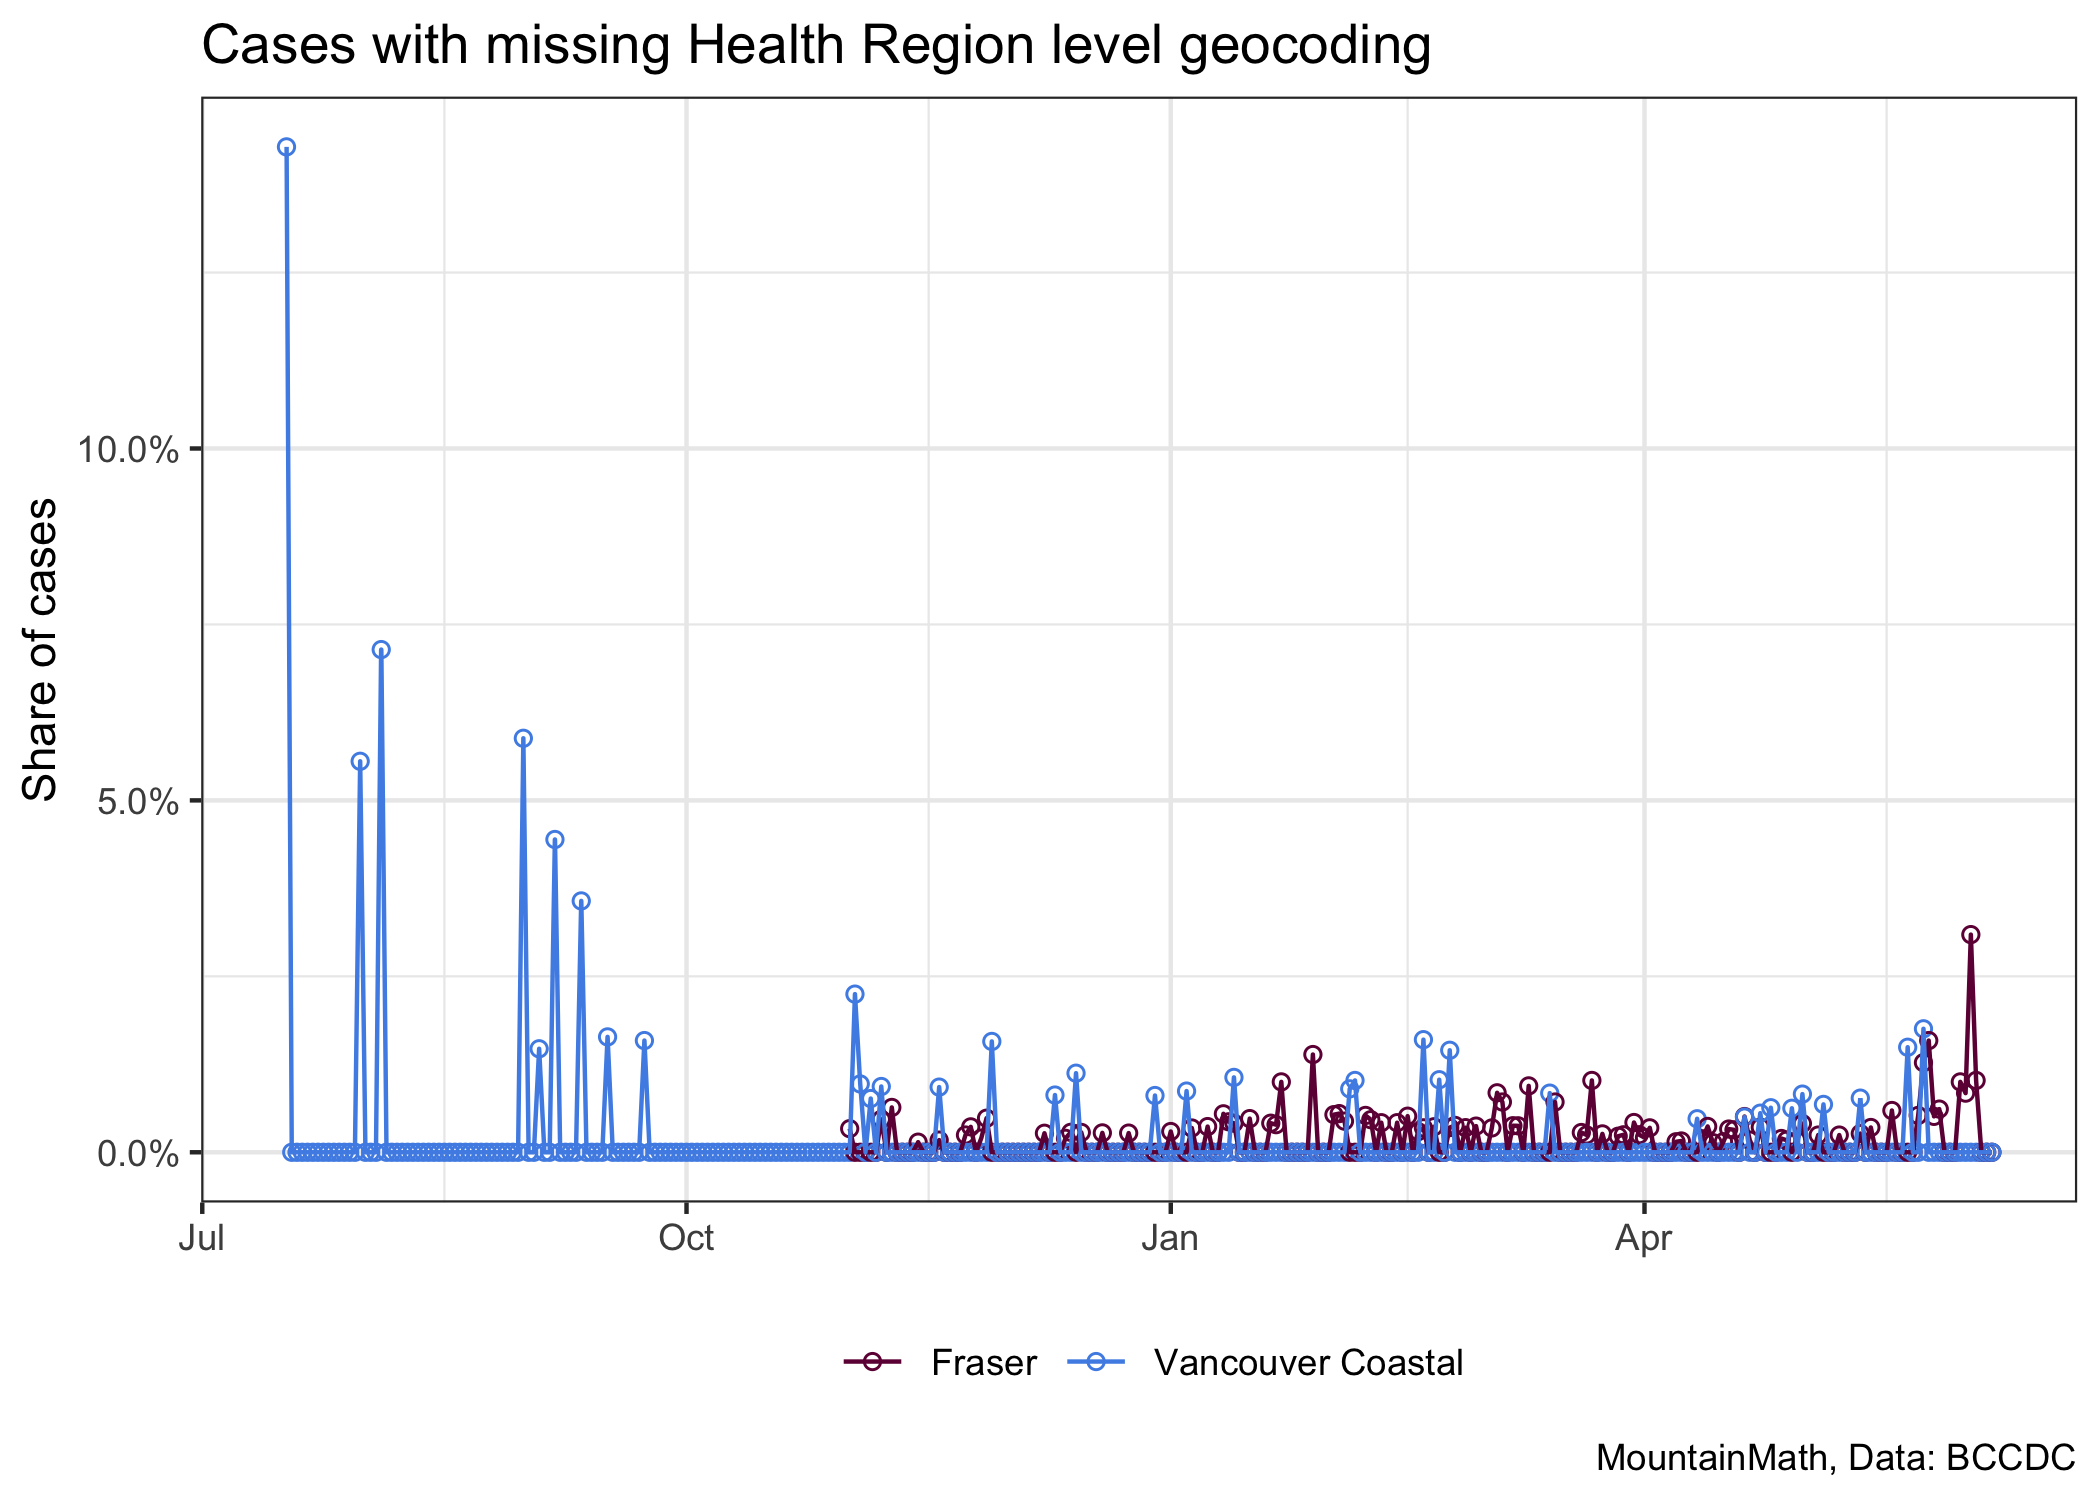 Cases with missing Health Region level geocoding
Share of cases
10.0%
5.0%
0.0%
Jul Oct Jan Apr
Fraser Vancouver Coastal
MountainMath, Data: BCCDC